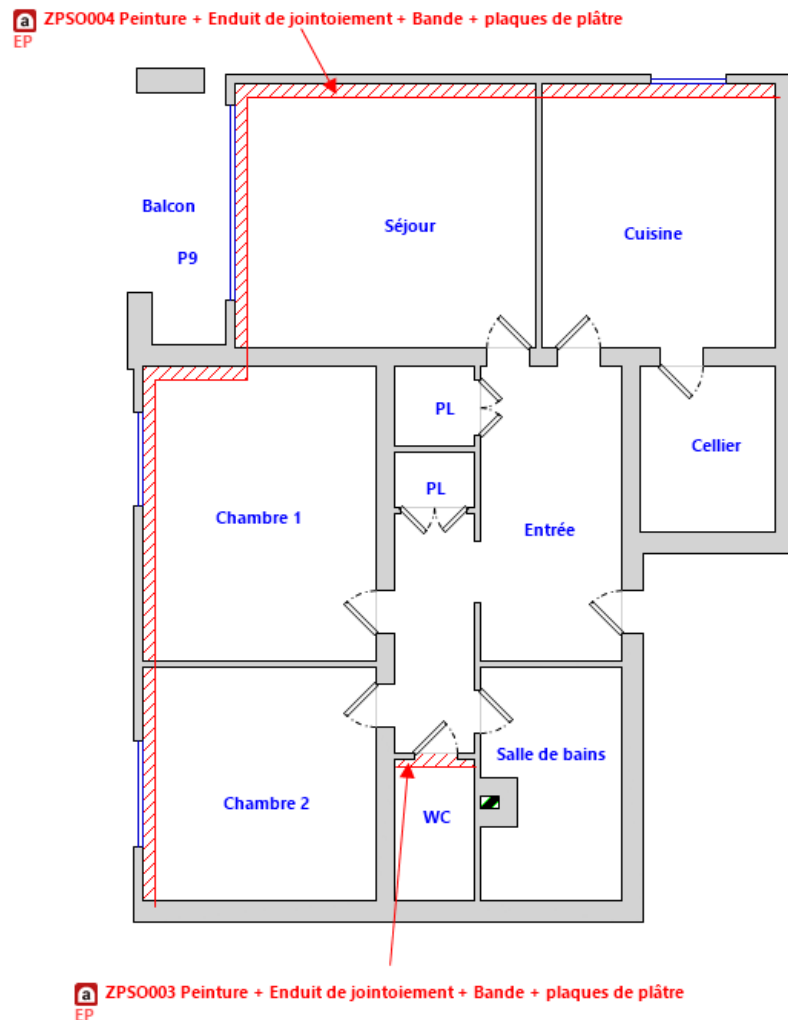 a ZPSO004 Peinture + Enduit de jointoiement + Bande + plaques de plâtre
EP
Balcon
P9
Séjour
Cuisine
PL
Cellier
PL
Chambre 1
Entrée
Salle de bains
Chambre 2
WC
a ZPSO003 Peinture + Enduit de jointoiement + Bande + plaques de plâtre
EP